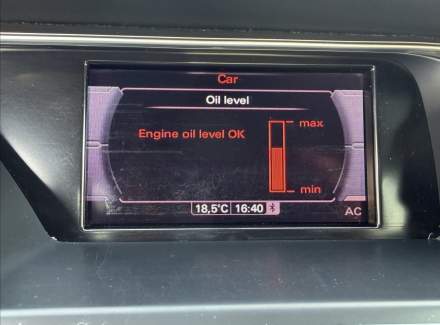 Car
Oil level
max
Engine oil level OK
min
18,5°C 16:40
AC